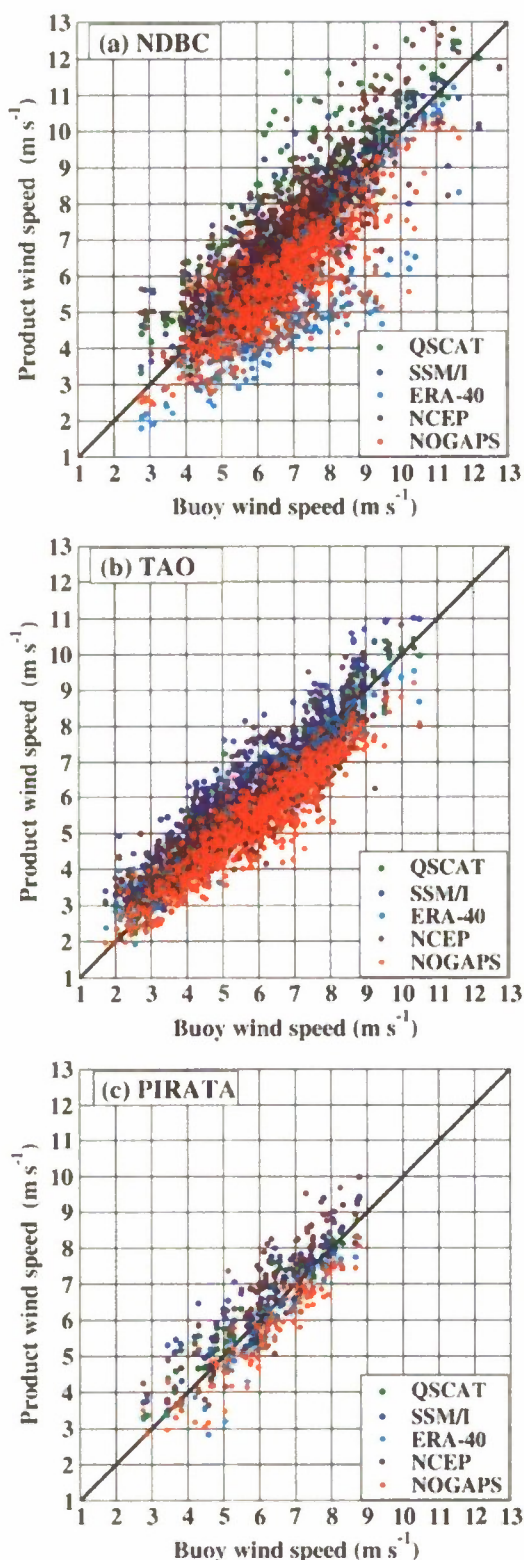 (a) NDBC
Product wind speed (m s⁻¹)
13
12
11
10
9
8
7
6
5
4
3
2
1
QSCAT
SSM/I
ERA-40
NCEP
NOGAPS
1 2 3 4 5 6 7 8 9 10 11 12 13
Buoy wind speed (m s⁻¹)
(b) TAO
Product wind speed (m s⁻¹)
13
12
11
10
9
8
7
6
5
4
3
2
1
QSCAT
SSM/I
ERA-40
NCEP
NOGAPS
1 2 3 4 5 6 7 8 9 10 11 12 13
Buoy wind speed (m s⁻¹)
(c) PIRATA
Product wind speed (m s⁻¹)
13
12
11
10
9
8
7
6
5
4
3
2
1
QSCAT
SSM/I
ERA-40
NCEP
NOGAPS
1 2 3 4 5 6 7 8 9 10 11 12 13
Buoy wind speed (m s⁻¹)